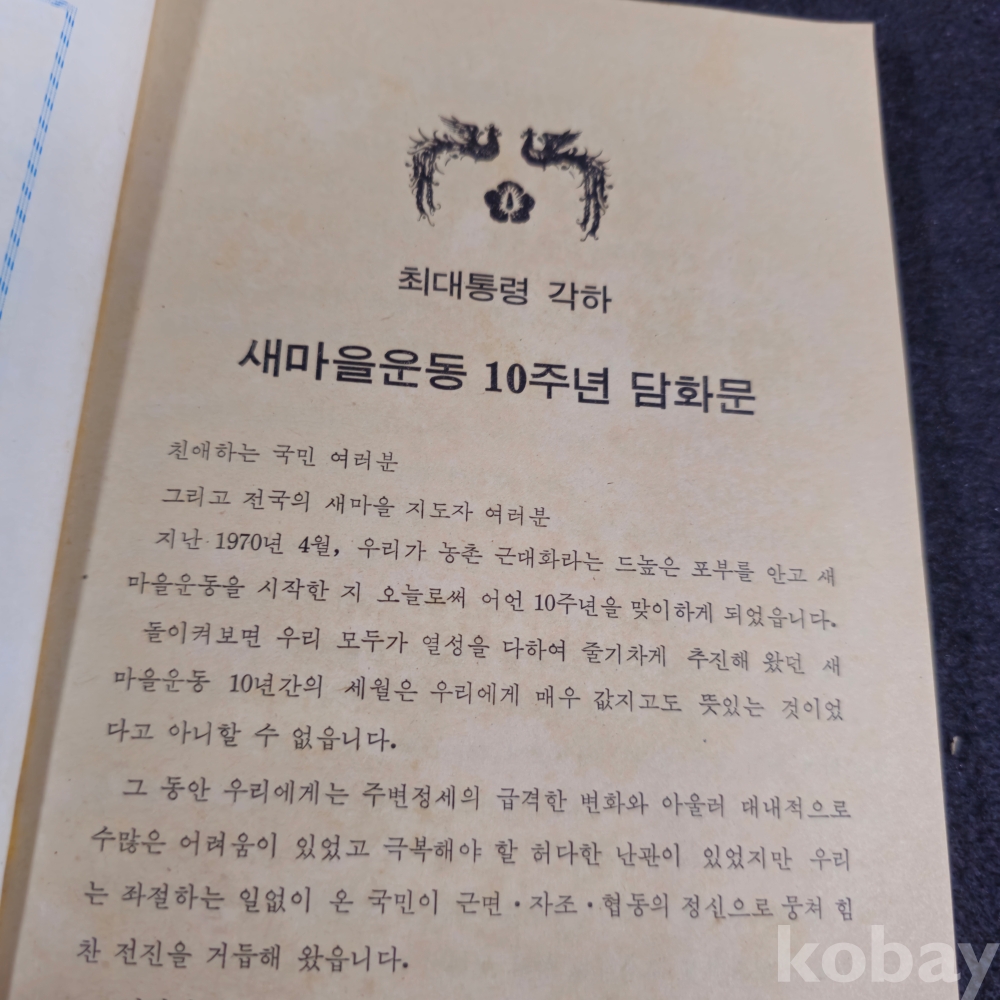 최대통령 각하
새마을운동 10주년 담화문
친애하는 국민 여러분
그리고 전국의 새마을 지도자 여러분
지난 1970년 4월, 우리가 농촌 근대화라는 드높은 포부를 안고 새
마을운동을 시작한 지 오늘로써 어언 10주년을 맞이하게 되었읍니다.
돌이켜보면 우리 모두가 열성을 다하여 줄기차게 추진해 왔던 새
마을운동 10년간의 세월은 우리에게 매우 값지고도 뜻있는 것이었
다고 아니할 수 없읍니다.
그 동안 우리에게는 주변정세의 급격한 변화와 아울러 대내적으로
수많은 어려움이 있었고 극복해야 할 허다한 난관이 있었지만 우리
는 좌절하는 일없이 온 국민이 근면·자조·협동의 정신으로 뭉쳐 힘
찬 전진을 거듭해 왔읍니다.
kobay